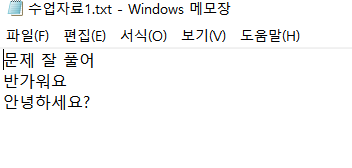 수업자료1.txt - Windows 메모장
파일(F) 편집(E) 서식(O) 보기(V) 도움말(H)
문제 잘 풀어
반가워요
안녕하세요?